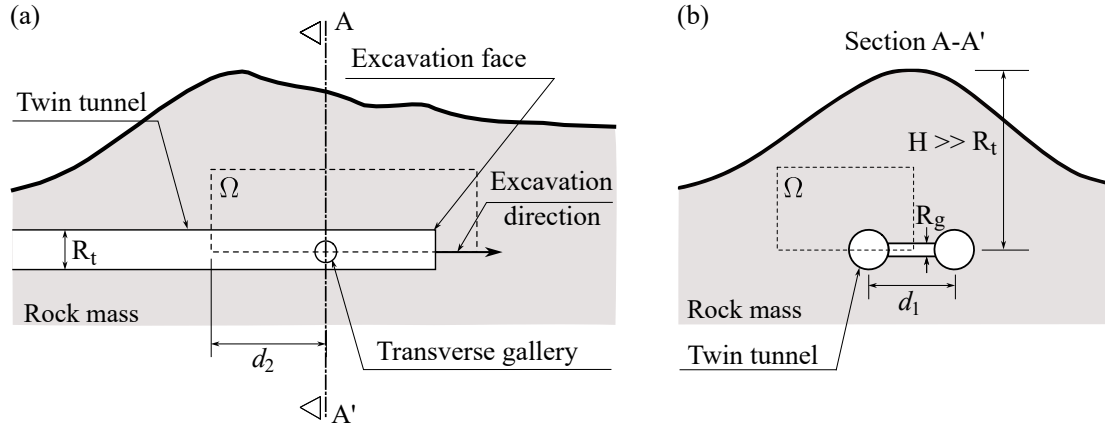 (a)
A
Excavation face
Twin tunnel
Ω
Excavation
direction
R_t
Rock mass
d_2
Transverse gallery
A'
(b)
Section A-A'
H >> R_t
Ω
R_g
Rock mass
d_1
Twin tunnel